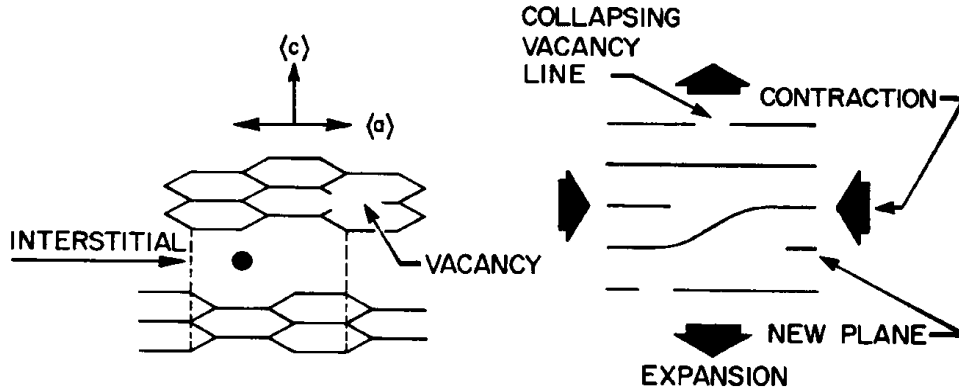 ⟨c⟩
⟨a⟩
INTERSTITIAL
VACANCY
COLLAPSING
VACANCY
LINE
CONTRACTION
NEW PLANE
EXPANSION